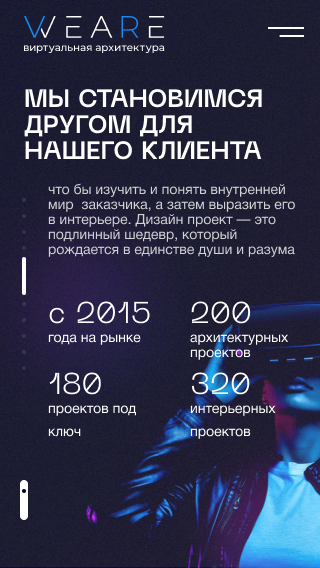 WEARE
виртуальная архитектура
МЫ СТАНОВИМСЯ
ДРУГОМ ДЛЯ
НАШЕГО КЛИЕНТА
что бы изучить и понять внутренней
мир заказчика, а затем выразить его
в интерьере. Дизайн проект — это
подлинный шедевр, который
рождается в единстве души и разума
с 2015
года на рынке
200
архитектурных
проектов
180
проектов под
ключ
320
интерьерных
проектов